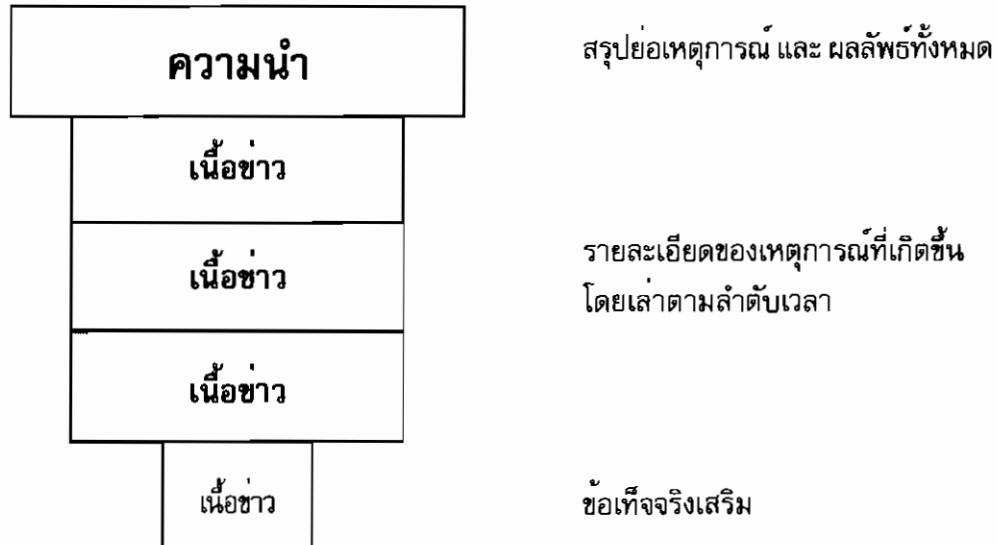 ความนำ
สรุปย่อเหตุการณ์ และ ผลลัพธ์ทั้งหมด
เนื้อข่าว
เนื้อข่าว
รายละเอียดของเหตุการณ์ที่เกิดขึ้น
โดยเล่าตามลำดับเวลา
เนื้อข่าว
เนื้อข่าว
ข้อเท็จจริงเสริม